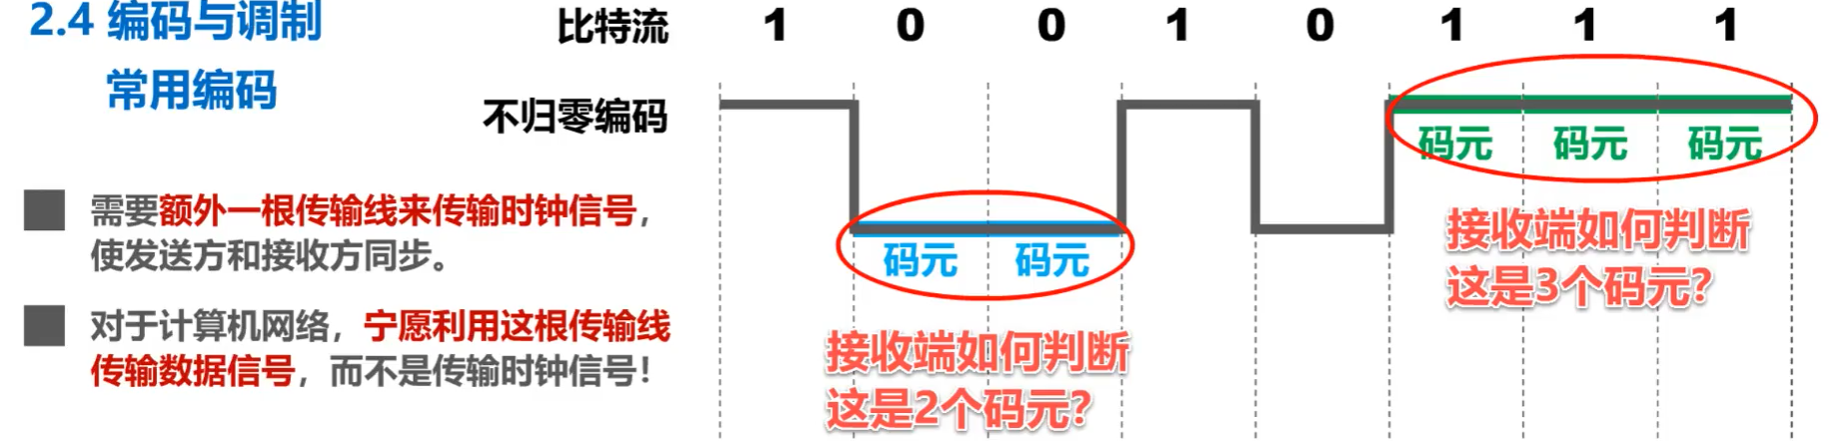 2.4 编码与调制
常用编码
比特流 1 0 0 1 0 1 1 1
不归零编码
码元 码元 码元
需要额外一根传输线来传输时钟信号，
使发送方和接收方同步。
码元 码元
接收端如何判断
这是3个码元？
对于计算机网络，宁愿利用这根传输线
传输数据信号，而不是传输时钟信号！
接收端如何判断
这是2个码元？